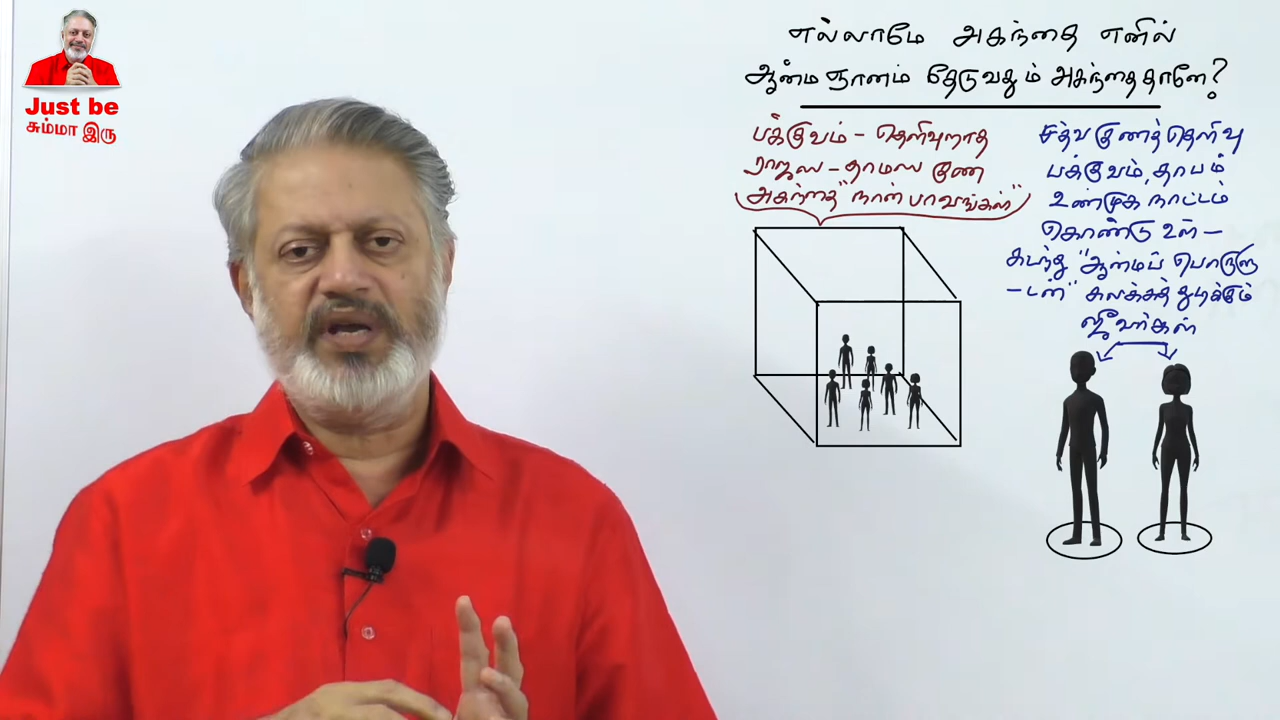 Just be
சும்மா இரு
எல்லாமே அகந்தை எனில்
ஆன்ம ஞானம் தேடுவதும் அகந்தைதானே?
பக்குவம் - தெளிவுறாத
ராஜஸ - தாமஸ குண
அகந்தை "நான் பாவங்கள்"
சத்வ குணத்தெளிவு
பக்குவம், தாபம்
உண்முக நாட்டம்
கொண்டு உள் -
கடந்து "ஆன்மப் பொருளு
- டன்" கலக்கத் துடிக்கும்
ஜீவர்கள்